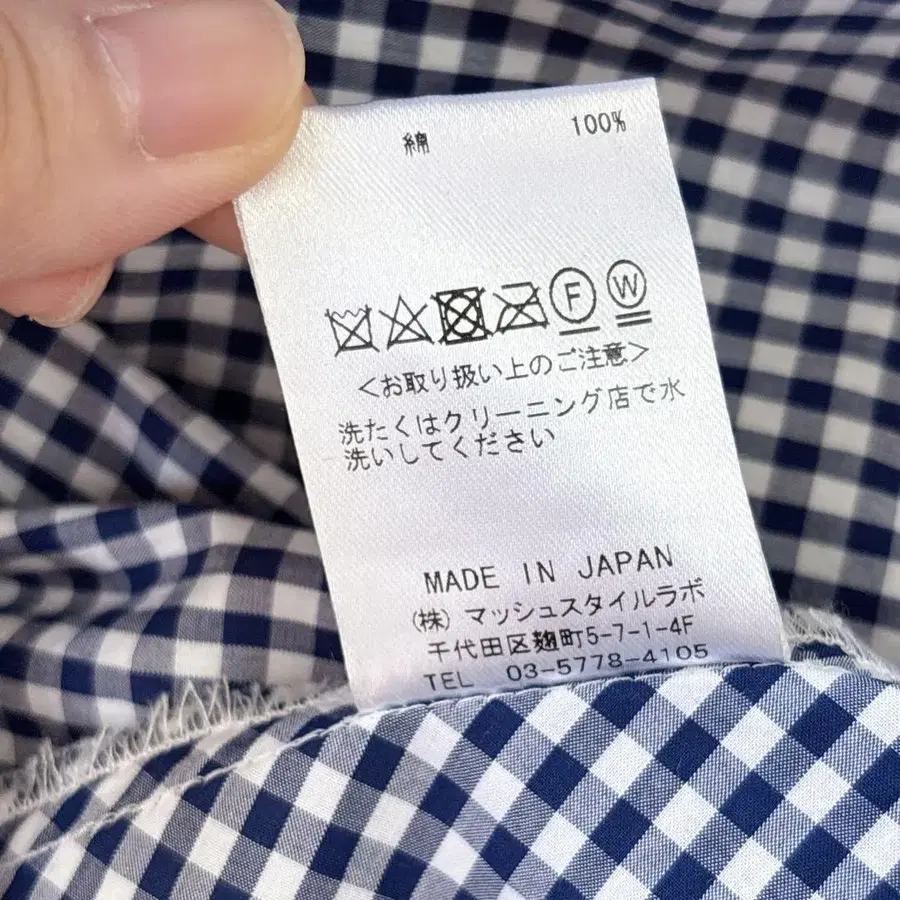 綿 100%
F W
<お取り扱い上のご注意>
洗たくはクリーニング店で水
洗いしてください
MADE IN JAPAN
(株) マッシュスタイルラボ
千代田区麹町5-7-1-4F
TEL 03-5778-4105